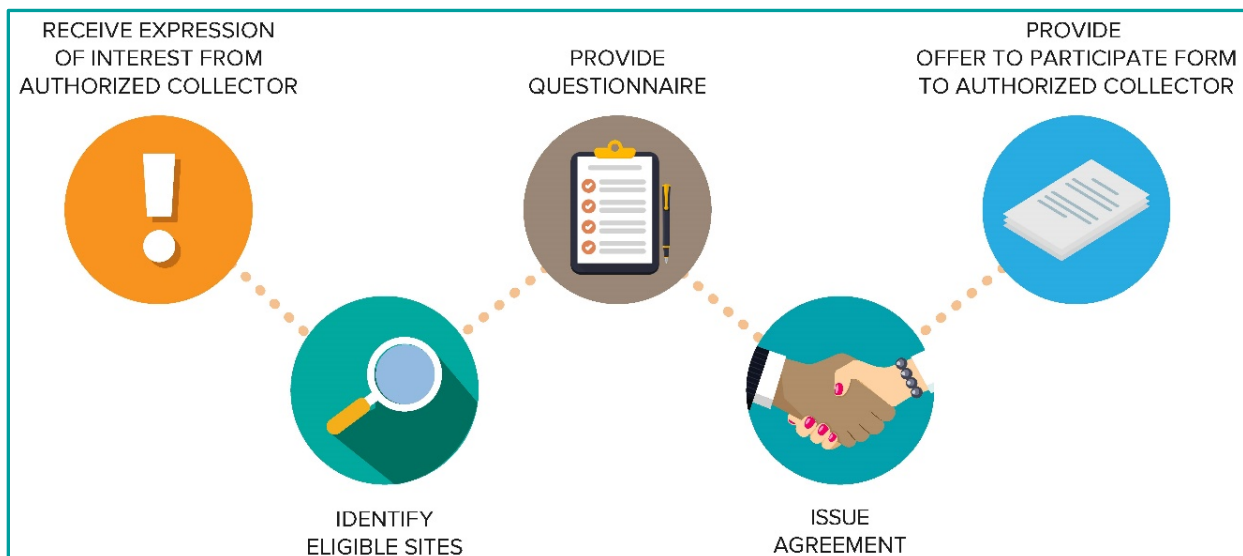 RECEIVE EXPRESSION
OF INTEREST FROM
AUTHORIZED COLLECTOR
IDENTIFY
ELIGIBLE SITES
PROVIDE
QUESTIONNAIRE
ISSUE
AGREEMENT
PROVIDE
OFFER TO PARTICIPATE FORM
TO AUTHORIZED COLLECTOR